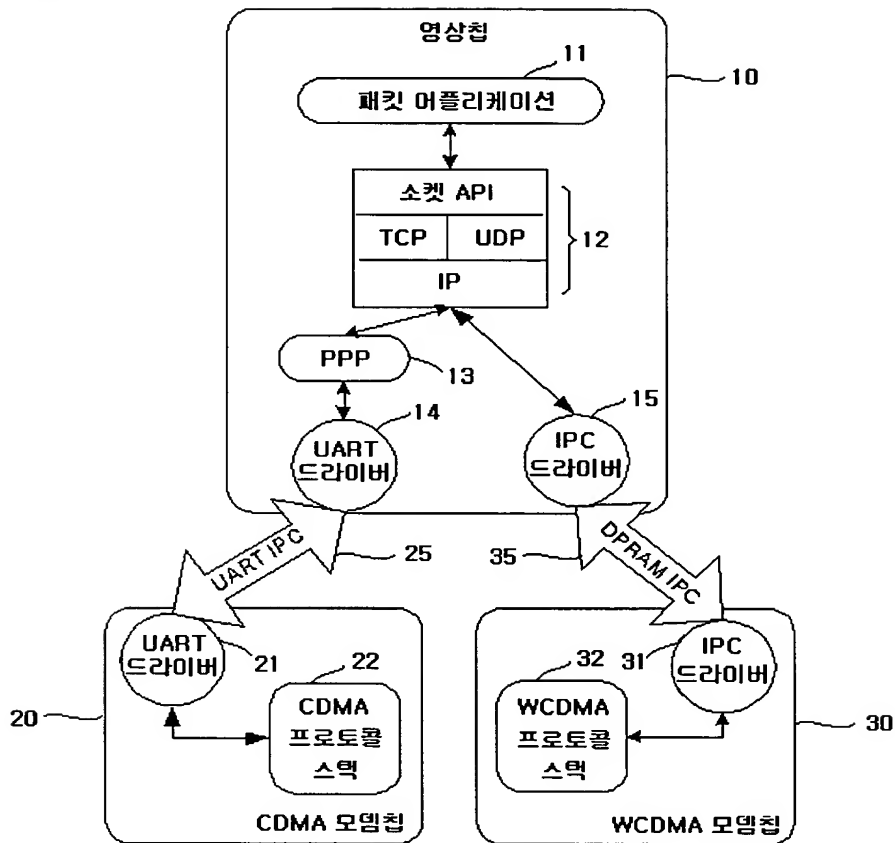 영상칩
11
10
패킷 어플리케이션
소켓 API
TCP
UDP
12
IP
PPP
13
14
15
UART
드라이버
IPC
드라이버
UART IPC
25
35
DPRAM IPC
UART
드라이버
21
22
CDMA
프로토콜
스택
20
CDMA 모뎀칩
32
WCDMA
프로토콜
스택
31
IPC
드라이버
30
WCDMA 모뎀칩